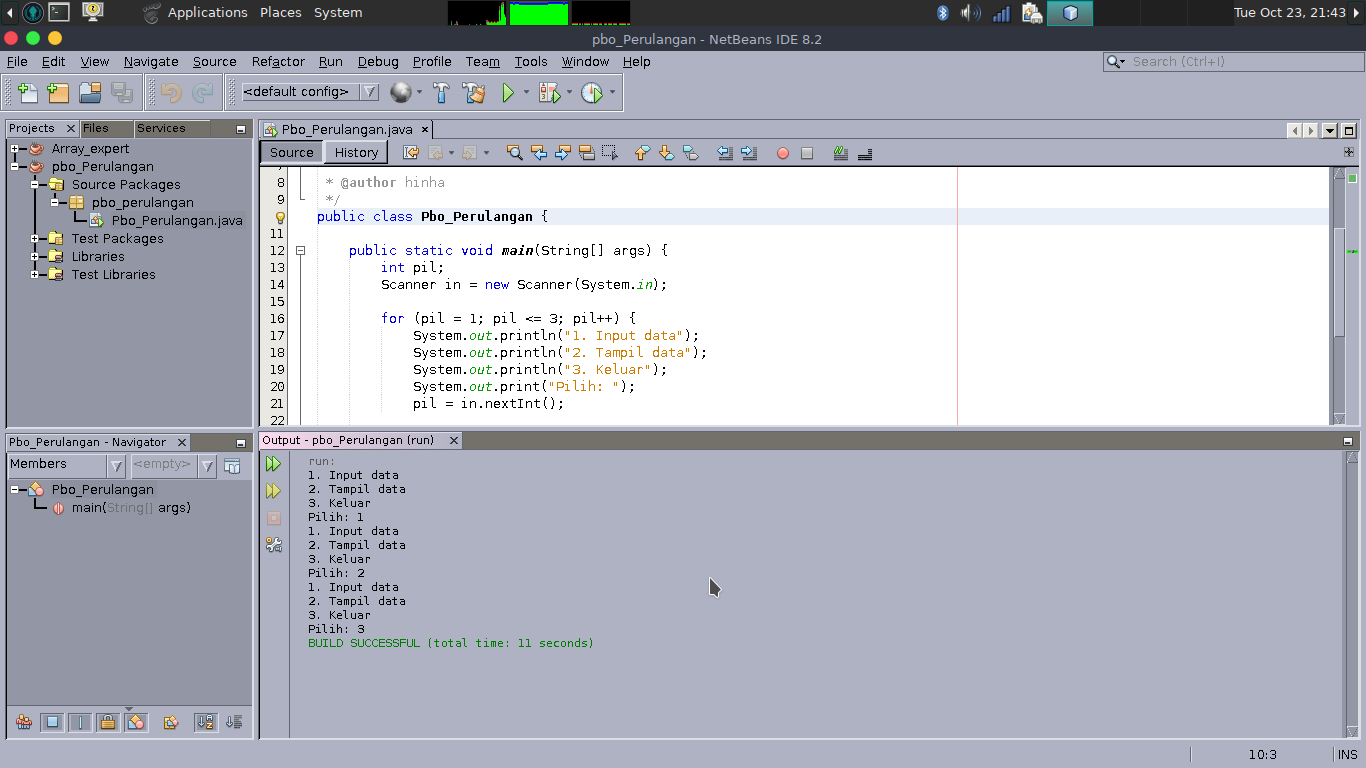 Applications Places System
Tue Oct 23, 21:43
pbo_Perulangan - NetBeans IDE 8.2
File Edit View Navigate Source Refactor Run Debug Profile Team Tools Window Help
Search (Ctrl+I)
<default config>
Projects Files Services
Array_expert
pbo_Perulangan
Source Packages
pbo_perulangan
Pbo_Perulangan.java
Test Packages
Libraries
Test Libraries
Pbo_Perulangan.java
Source History
8 * @author hinha
9 */
public class Pbo_Perulangan {
11
12 public static void main(String[] args) {
13 int pil;
14 Scanner in = new Scanner(System.in);
15
16 for (pil = 1; pil <= 3; pil++) {
17 System.out.println("1. Input data");
18 System.out.println("2. Tampil data");
19 System.out.println("3. Keluar");
20 System.out.print("Pilih: ");
21 pil = in.nextInt();
22
Pbo_Perulangan - Navigator
Members <empty>
Pbo_Perulangan
main(String[] args)
Output - pbo_Perulangan (run)
run:
1. Input data
2. Tampil data
3. Keluar
Pilih: 1
1. Input data
2. Tampil data
3. Keluar
Pilih: 2
1. Input data
2. Tampil data
3. Keluar
Pilih: 3
BUILD SUCCESSFUL (total time: 11 seconds)
10:3 INS